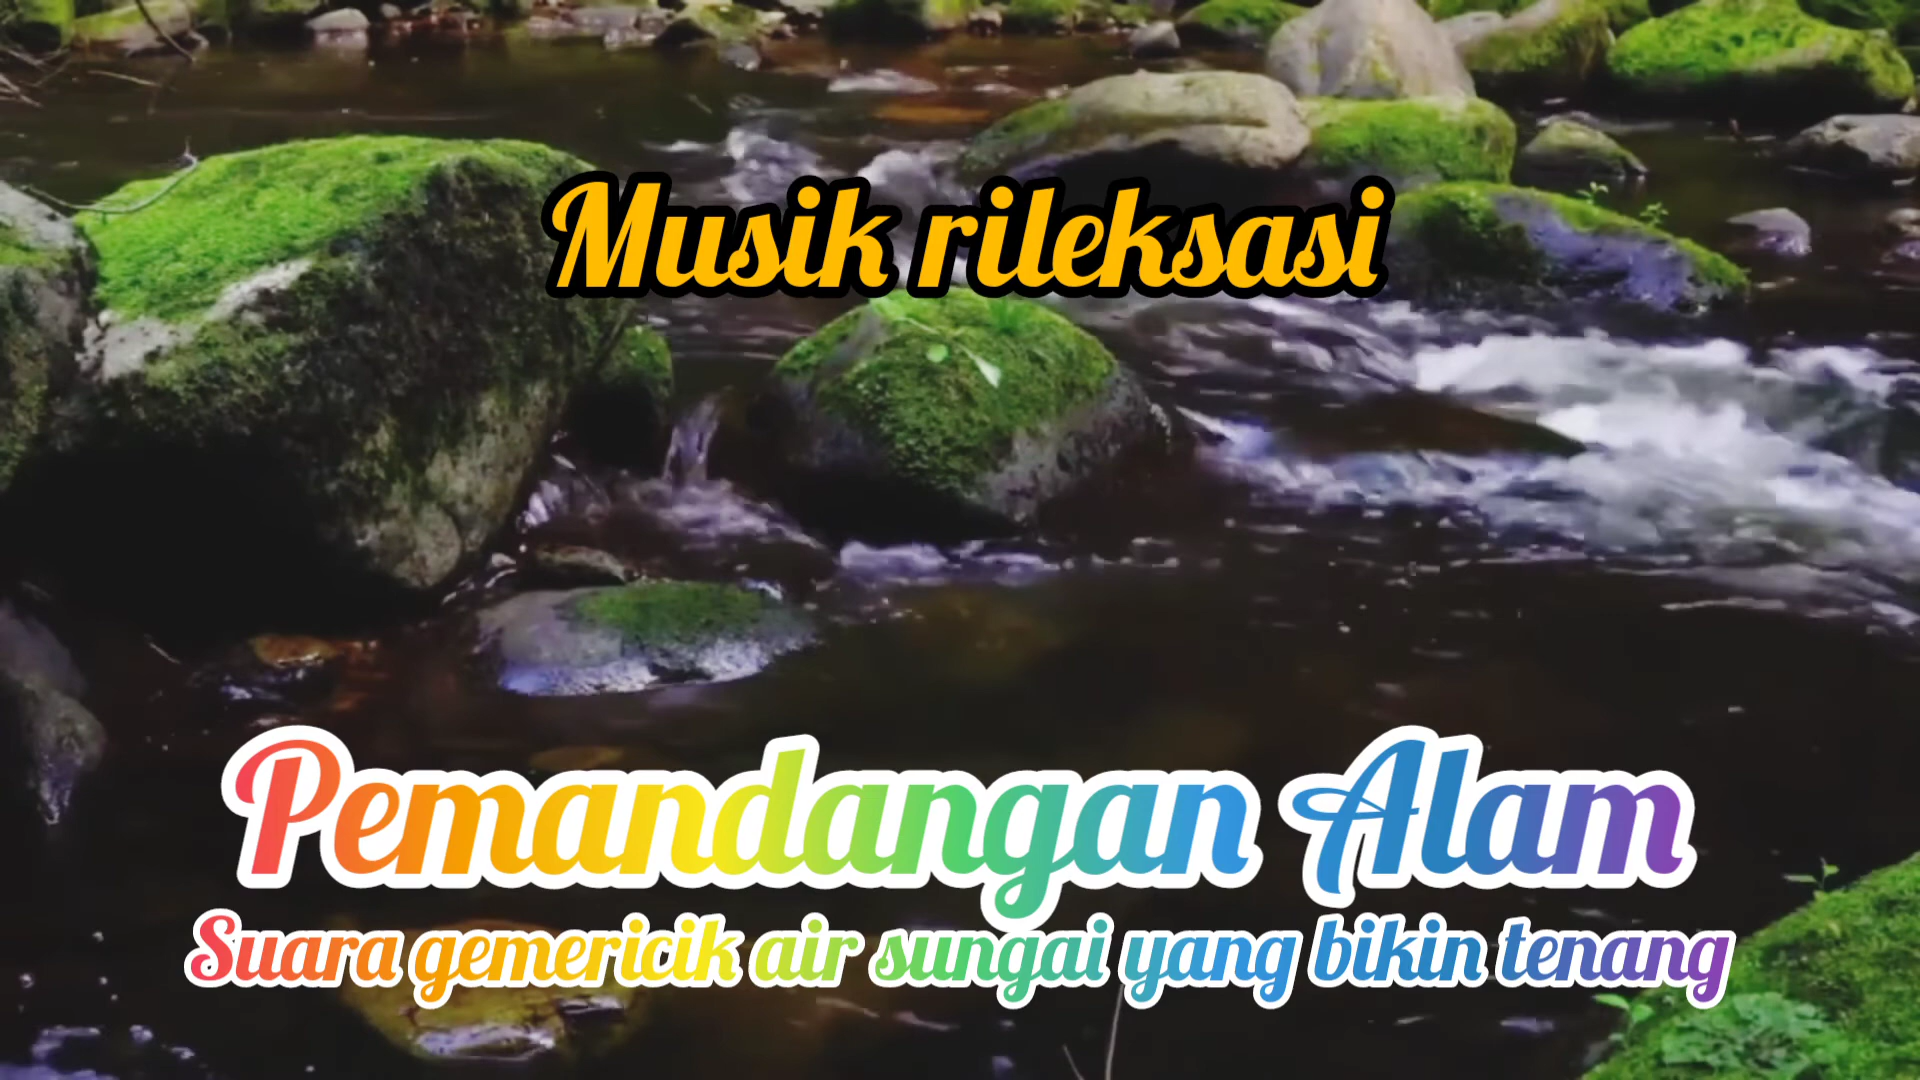 Musik rileksasi
Pemandangan Alam
Suara gemericik air sungai yang bikin tenang